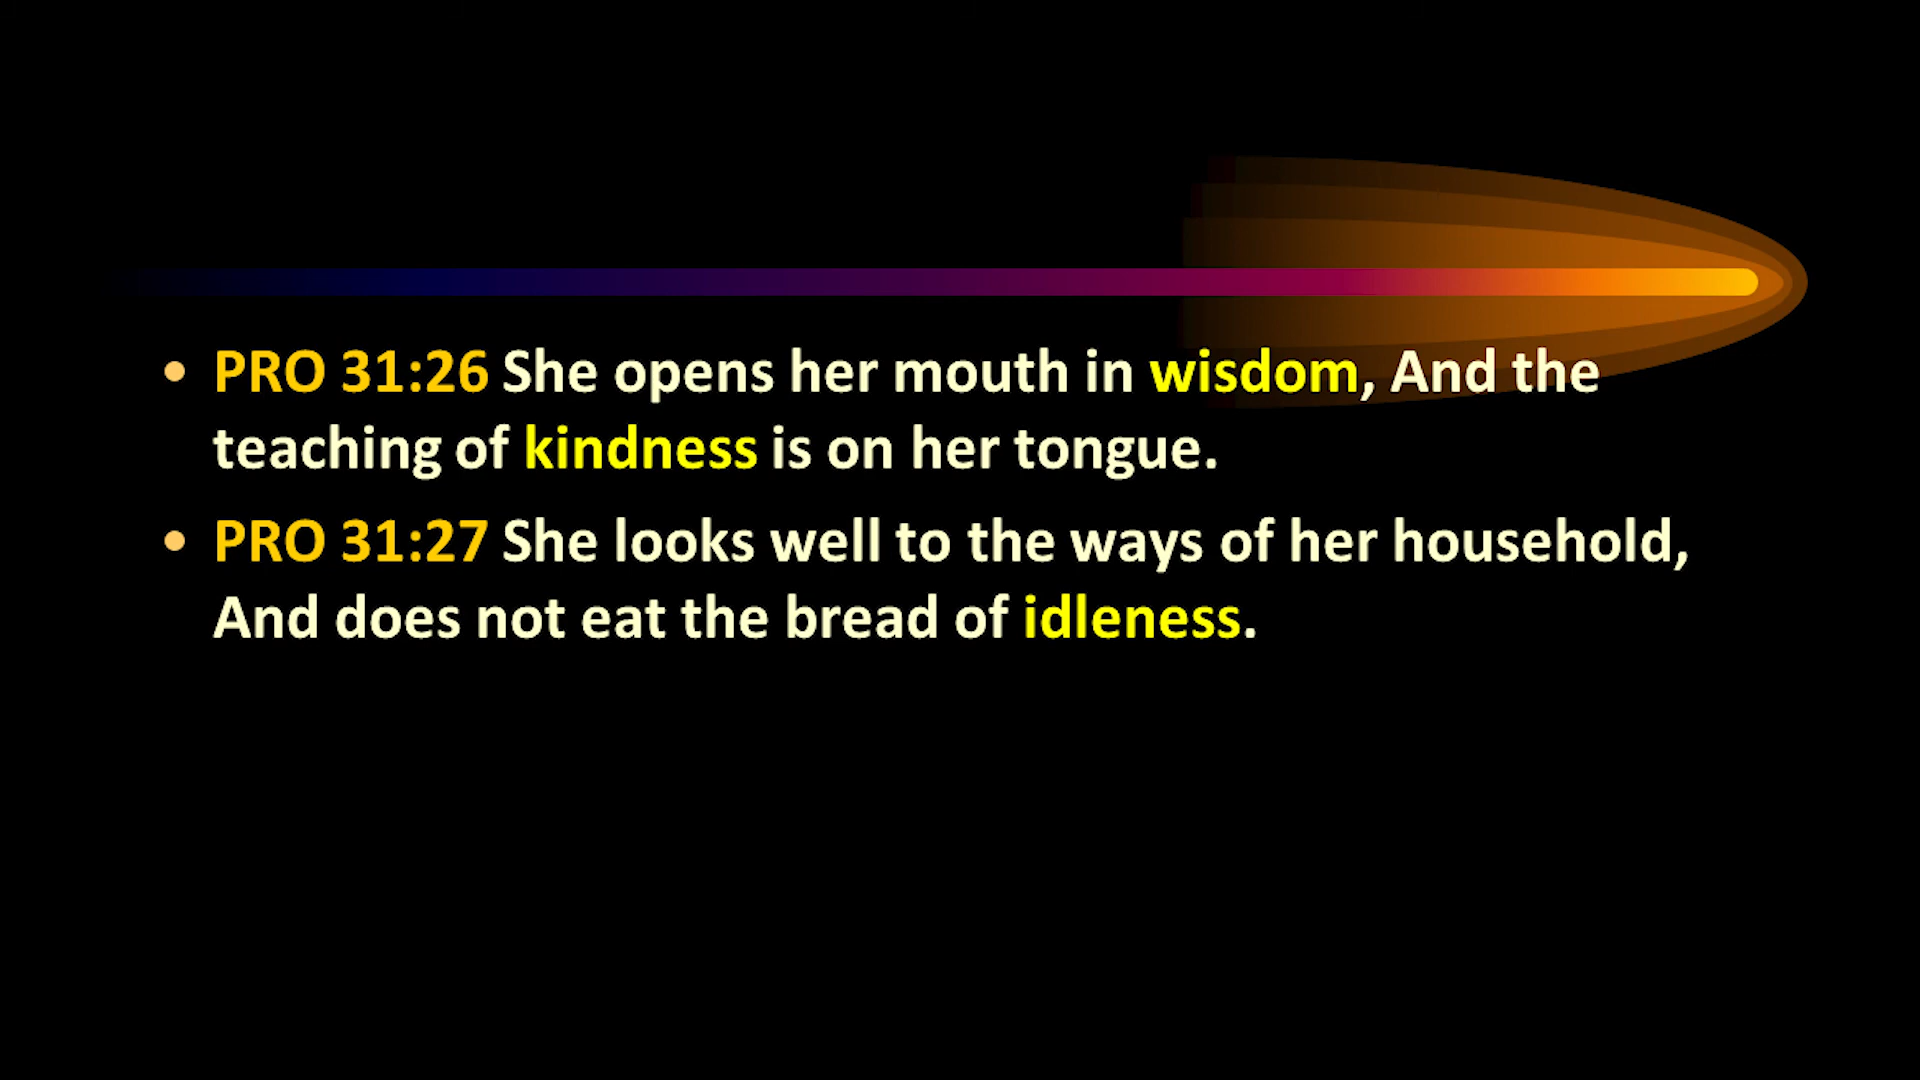 • PRO 31:26 She opens her mouth in wisdom, And the
teaching of kindness is on her tongue.
• PRO 31:27 She looks well to the ways of her household,
And does not eat the bread of idleness.